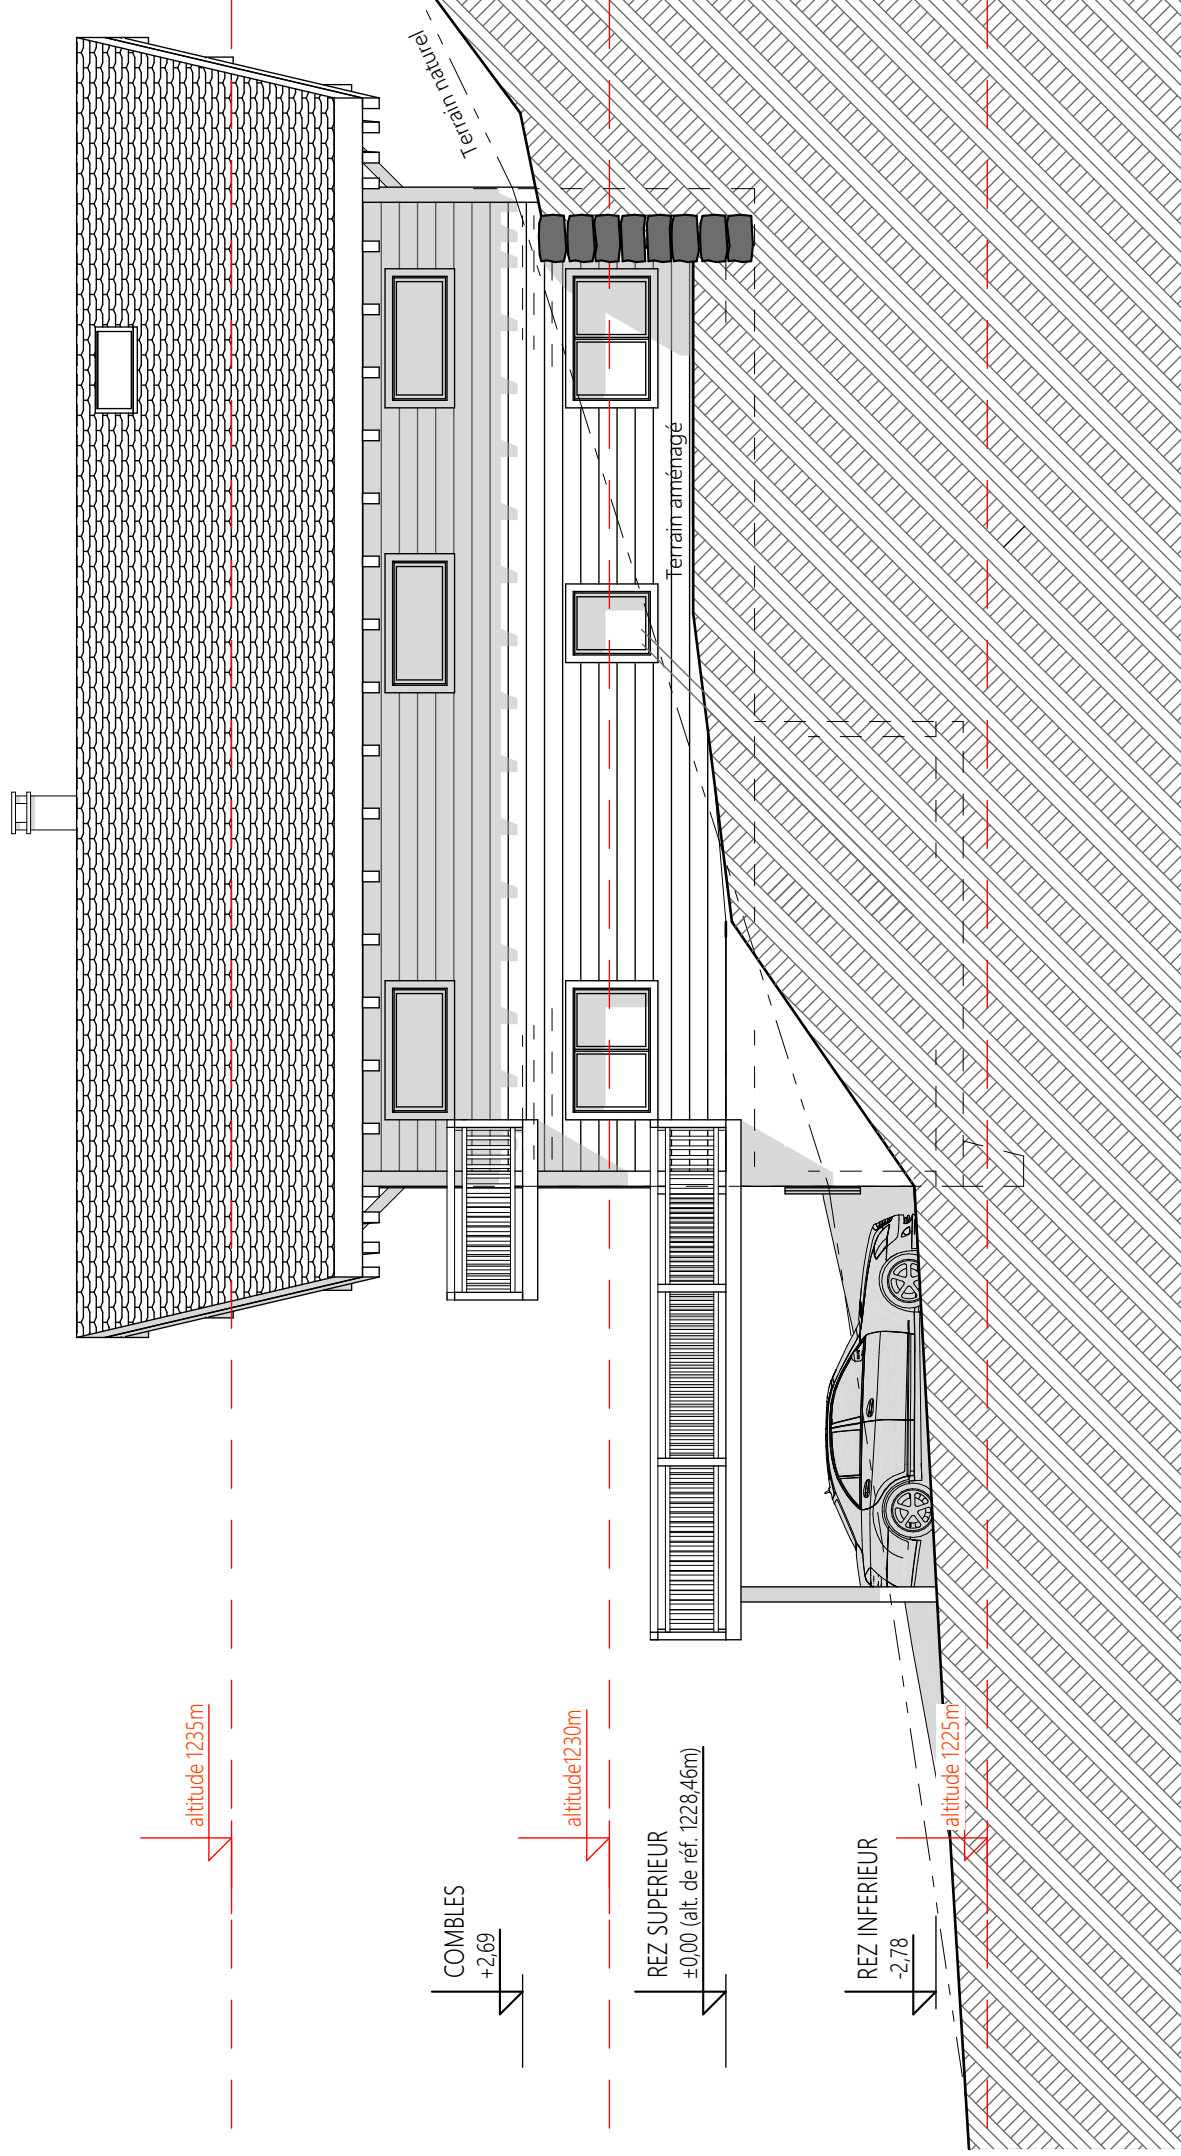 altitude 1235m
COMBLES
+2,69
altitude1230m
REZ SUPERIEUR
±0,00 (alt. de réf. 1228,46m)
REZ INFERIEUR
-2,78
altitude 1225m
Terrain aménagé
Terrain naturel